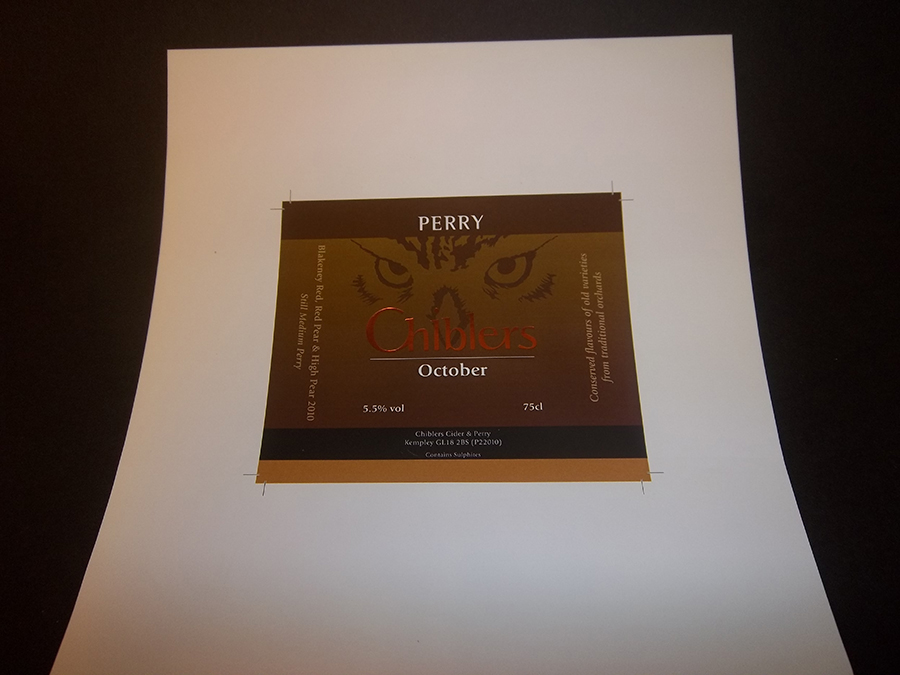 PERRY
Blakeney Red, Red Pear & High Pear 2010
Still Medium Perry
Chiblers
October
5.5% vol
75cl
Conserved flavours of old varieties
from traditional orchards
Chiblers Cider & Perry
Kempley GL18 2BS (P22010)
Contains Sulphites